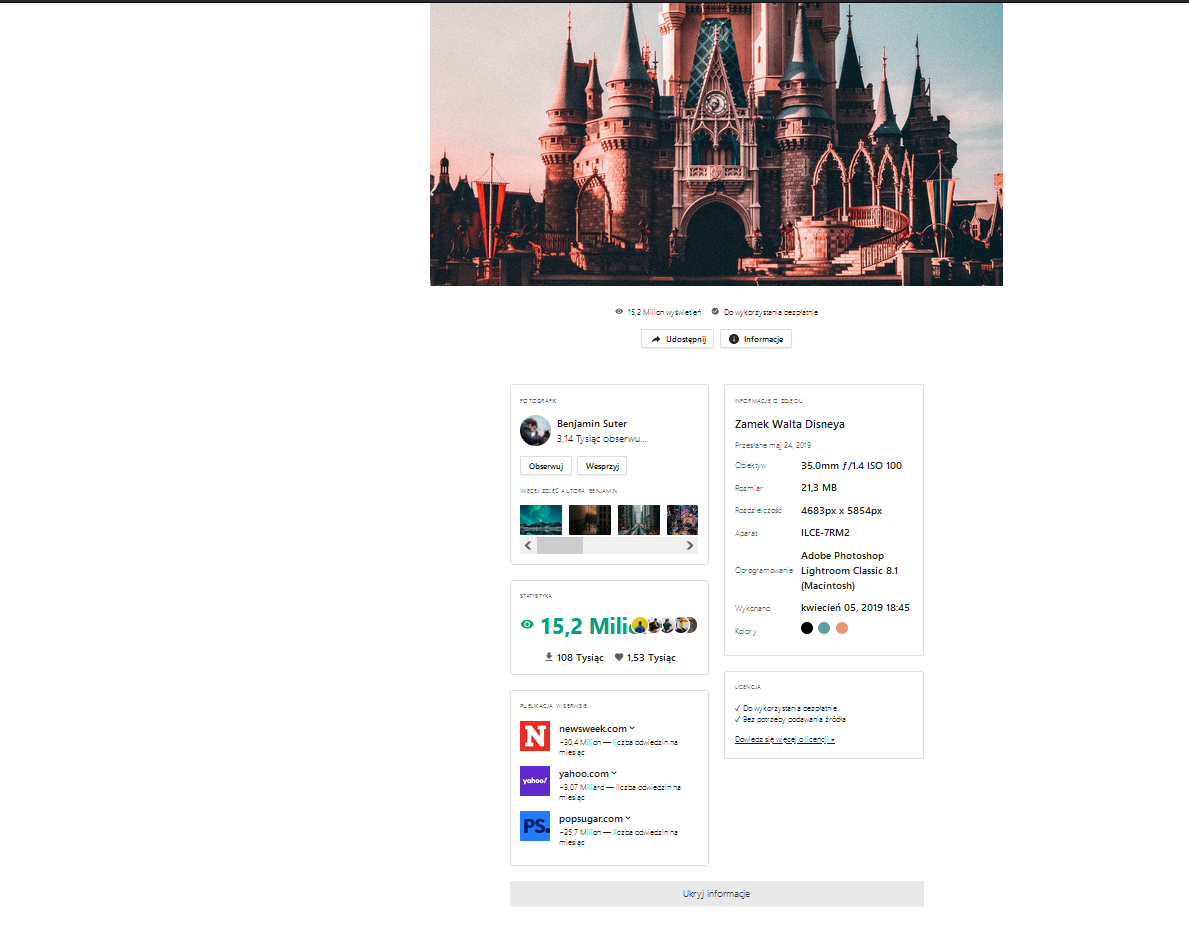 15,2 Milion wyświetleń Do wykorzystania bezpłatnie
Udostępnij Informacje
FOTOGRAFIK
Benjamin Suter
3,14 Tysiąc obserwu...
Obserwuj Wesprzyj
WIĘCEJ ZDJĘĆ AUTORA BENJAMIN
STATYSTYKA
15,2 Milio
108 Tysiąc 1,53 Tysiąc
PUBLIKACJA W SERWISIE
N newsweek.com
~30,4 Milion — liczba odwiedzin na
miesiąc
yahoo! yahoo.com
~3,07 Miliard — liczba odwiedzin na
miesiąc
PS. popsugar.com
~25,7 Milion — liczba odwiedzin na
miesiąc
INFORMACJE O ZDJĘCIU
Zamek Walta Disneya
Przesłane maj 24, 2019
Obiektyw 35.0mm ƒ/1.4 ISO 100
Rozmiar 21,3 MB
Rozdzielczość 4683px x 5854px
Aparat ILCE-7RM2
Oprogramowanie Adobe Photoshop
Lightroom Classic 8.1
(Macintosh)
Wykonano kwiecień 05, 2019 18:45
Kolory
LICENCJA
✓ Do wykorzystania bezpłatnie.
✓ Bez potrzeby podawania źródła
Dowiedz się więcej o licencji
Ukryj informacje